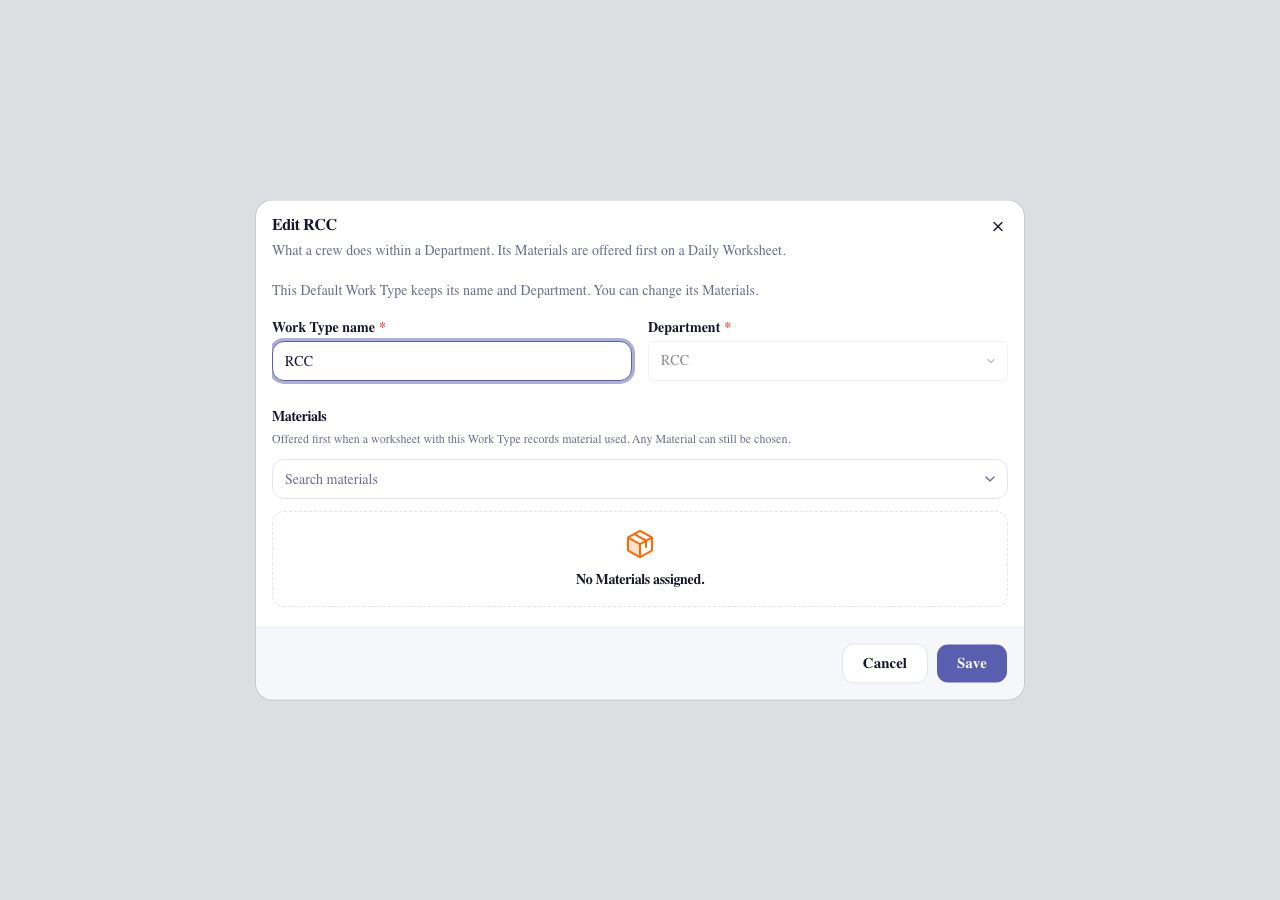 Edit RCC
What a crew does within a Department. Its Materials are offered first on a Daily Worksheet.
This Default Work Type keeps its name and Department. You can change its Materials.
Work Type name *
Department *
RCC
RCC
Materials
Offered first when a worksheet with this Work Type records material used. Any Material can still be chosen.
Search materials
No Materials assigned.
Cancel
Save